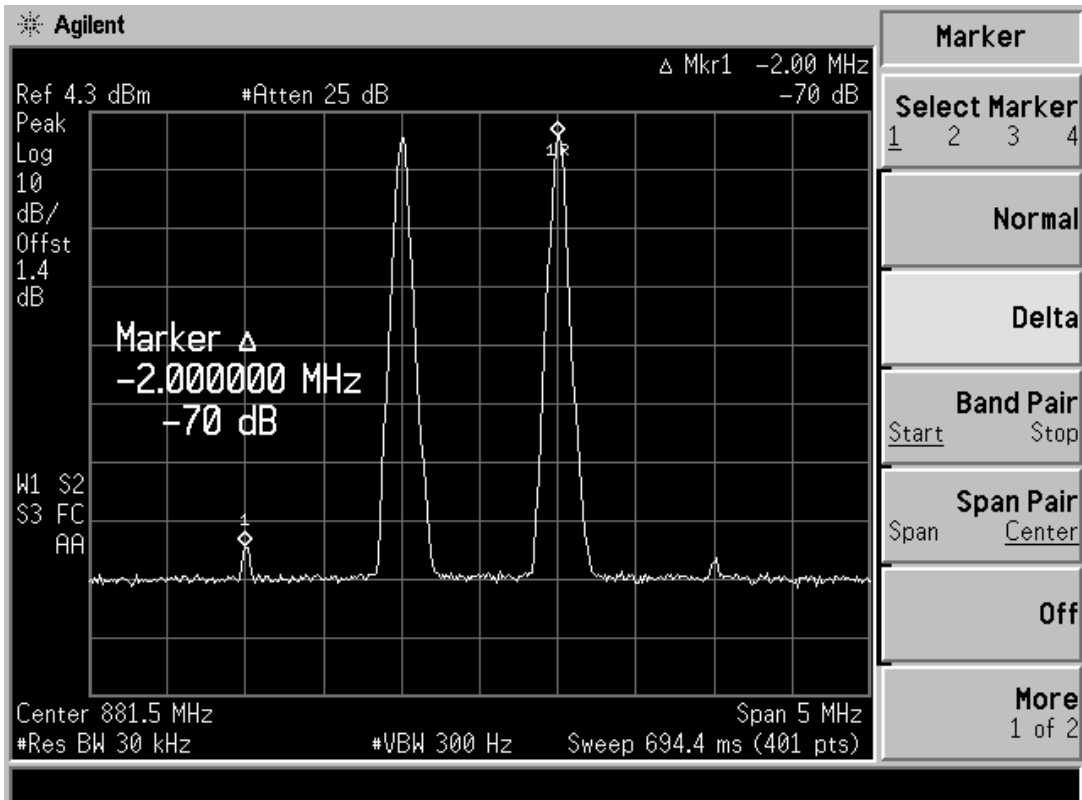 Agilent
Δ Mkr1 -2.00 MHz
Ref 4.3 dBm #Atten 25 dB -70 dB
Peak
Log
10
dB/
Offst
1.4
dB
1R
Marker Δ
-2.000000 MHz
-70 dB
W1 S2
S3 FC
AA
1
Center 881.5 MHz Span 5 MHz
#Res BW 30 kHz #VBW 300 Hz Sweep 694.4 ms (401 pts)
Marker
Select Marker
1 2 3 4
Normal
Delta
Band Pair
Start Stop
Span Pair
Span Center
Off
More
1 of 2